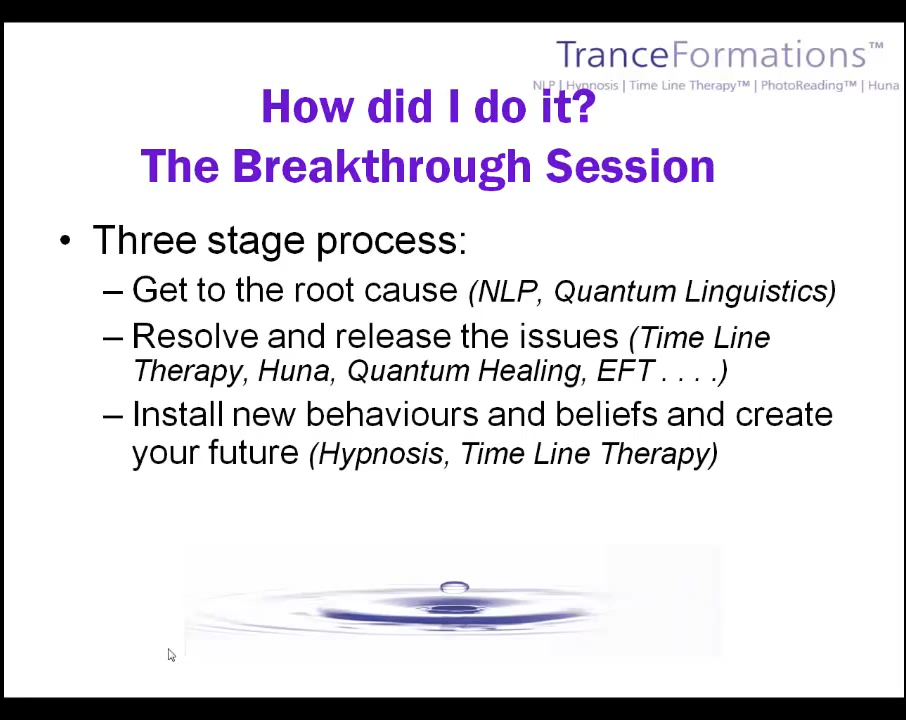 TranceFormations™
NLP | Hypnosis | Time Line Therapy™ | PhotoReading™ | Huna
How did I do it?
The Breakthrough Session
• Three stage process:
– Get to the root cause (NLP, Quantum Linguistics)
– Resolve and release the issues (Time Line
Therapy, Huna, Quantum Healing, EFT . . . .)
– Install new behaviours and beliefs and create
your future (Hypnosis, Time Line Therapy)